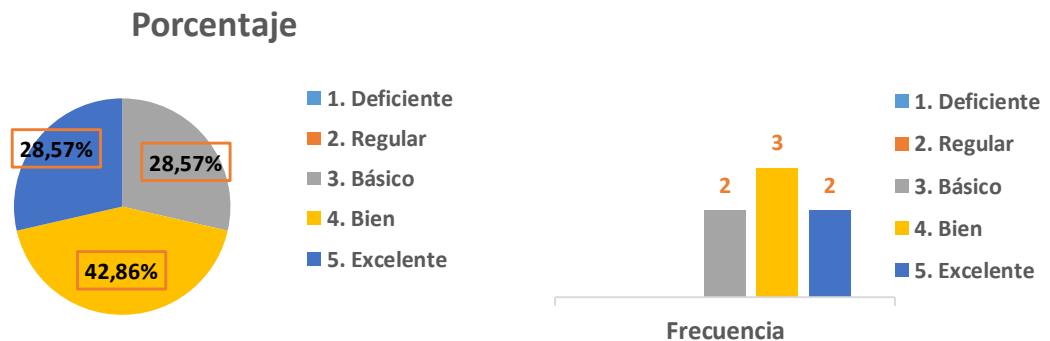 Porcentaje
28,57%
28,57%
42,86%
1. Deficiente
2. Regular
3. Básico
4. Bien
5. Excelente
2
3
2
Frecuencia
1. Deficiente
2. Regular
3. Básico
4. Bien
5. Excelente